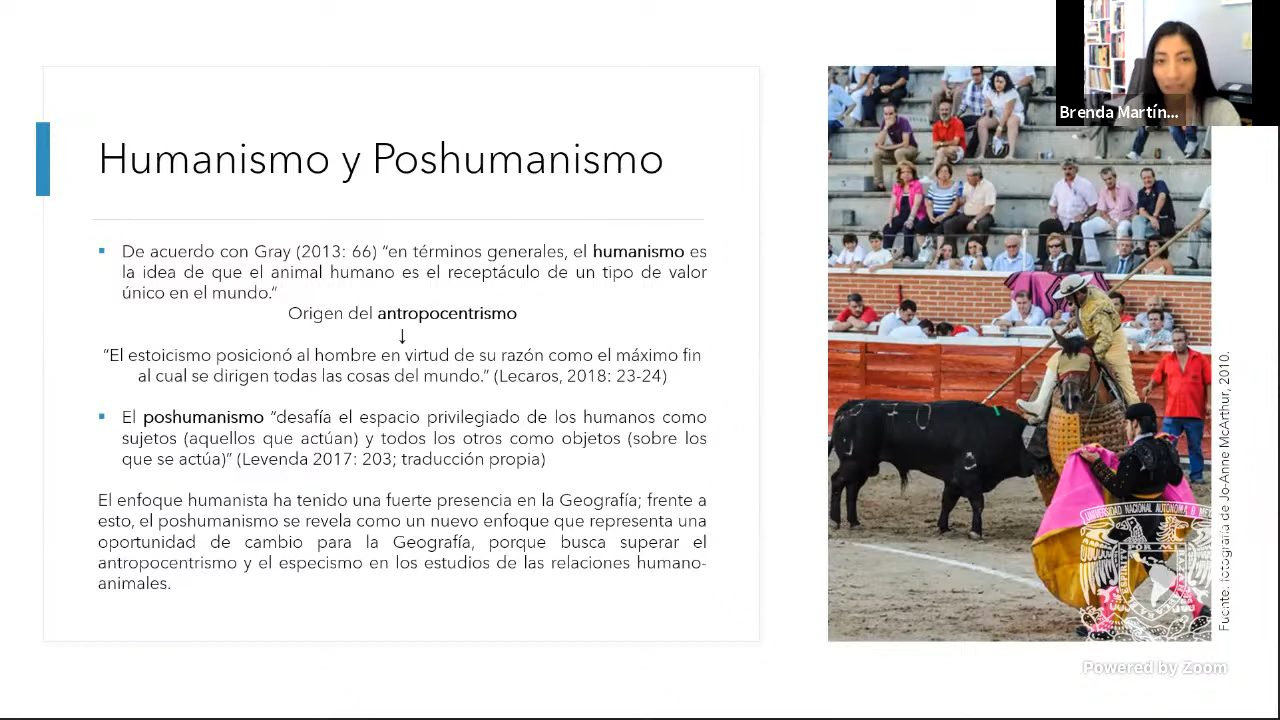 Brenda Martín...
Humanismo y Poshumanismo
▪ De acuerdo con Gray (2013: 46) “en términos generales, el humanismo es
la idea de que el animal humano es el receptáculo de un tipo de valor
único en el mundo.”
Origen del antropocentrismo
↓
“El estoicismo posicionó al hombre en virtud de su razón como el máximo fin
al cual se dirigen todas las cosas del mundo.” (Lecaros, 2018: 23-24)
▪ El poshumanismo “desafía el espacio privilegiado de los humanos como
sujetos (aquellos que actúan) y todos los otros como objetos (sobre los
que se actúa)” (Levenda 2017: 203; traducción propia)
El enfoque humanista ha tenido una fuerte presencia en la Geografía; frente a
esto, el poshumanismo se revela como un nuevo enfoque que representa una
oportunidad de cambio para la Geografía, porque busca superar el
antropocentrismo y el especismo en los estudios de las relaciones humano-
animales.
Fuente: fotografía de Jo-Anne McArthur, 2010.
UNIVERSIDAD NACIONAL AUTÓNOMA
POR MI
Powered by Zoom